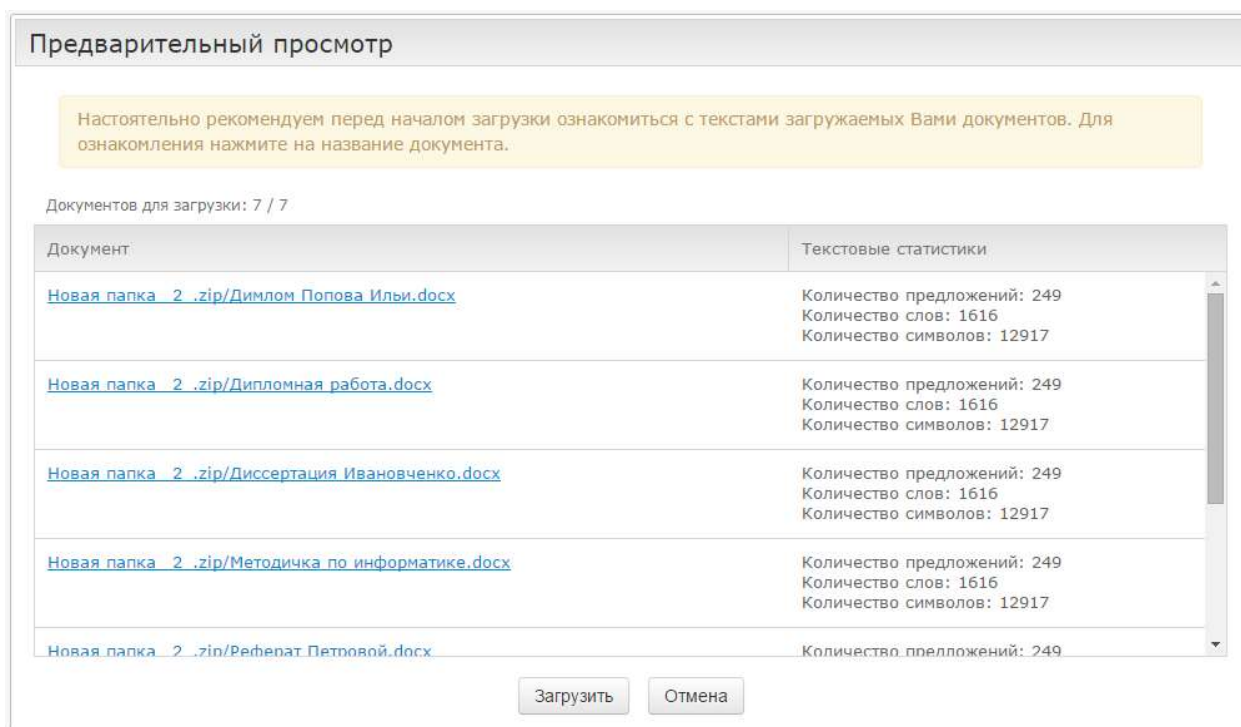 Предварительный просмотр
Настоятельно рекомендуем перед началом загрузки ознакомиться с текстами загружаемых Вами документов. Для
ознакомления нажмите на название документа.
Документов для загрузки: 7 / 7
Документ Текстовые статистики
Новая папка _2_.zip/Димлом Попова Ильи.docx Количество предложений: 249
Количество слов: 1616
Количество символов: 12917
Новая папка _2_.zip/Дипломная работа.docx Количество предложений: 249
Количество слов: 1616
Количество символов: 12917
Новая папка _2_.zip/Диссертация Ивановченко.docx Количество предложений: 249
Количество слов: 1616
Количество символов: 12917
Новая папка _2_.zip/Методичка по информатике.docx Количество предложений: 249
Количество слов: 1616
Количество символов: 12917
Новая папка _2_.zip/Реферат Петровой.docx Количество предложений: 249
Загрузить Отмена